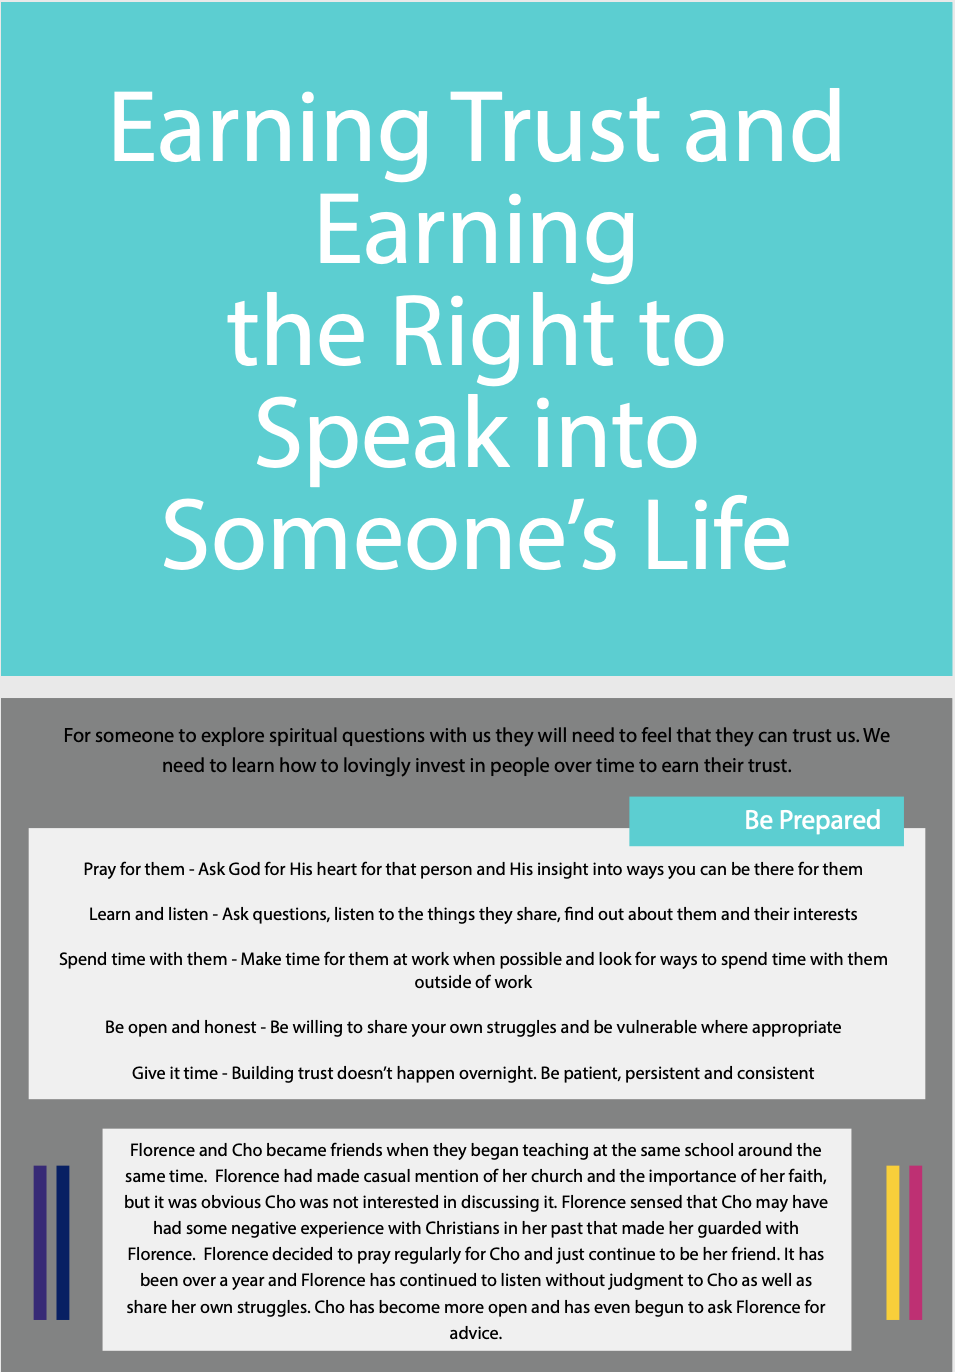 Earning Trust and
Earning
the Right to
Speak into
Someone’s Life
For someone to explore spiritual questions with us they will need to feel that they can trust us. We
need to learn how to lovingly invest in people over time to earn their trust.
Be Prepared
Pray for them - Ask God for His heart for that person and His insight into ways you can be there for them
Learn and listen - Ask questions, listen to the things they share, find out about them and their interests
Spend time with them - Make time for them at work when possible and look for ways to spend time with them
outside of work
Be open and honest - Be willing to share your own struggles and be vulnerable where appropriate
Give it time - Building trust doesn’t happen overnight. Be patient, persistent and consistent
Florence and Cho became friends when they began teaching at the same school around the
same time.  Florence had made casual mention of her church and the importance of her faith,
but it was obvious Cho was not interested in discussing it. Florence sensed that Cho may have
had some negative experience with Christians in her past that made her guarded with
Florence.  Florence decided to pray regularly for Cho and just continue to be her friend. It has
been over a year and Florence has continued to listen without judgment to Cho as well as
share her own struggles. Cho has become more open and has even begun to ask Florence for
advice.